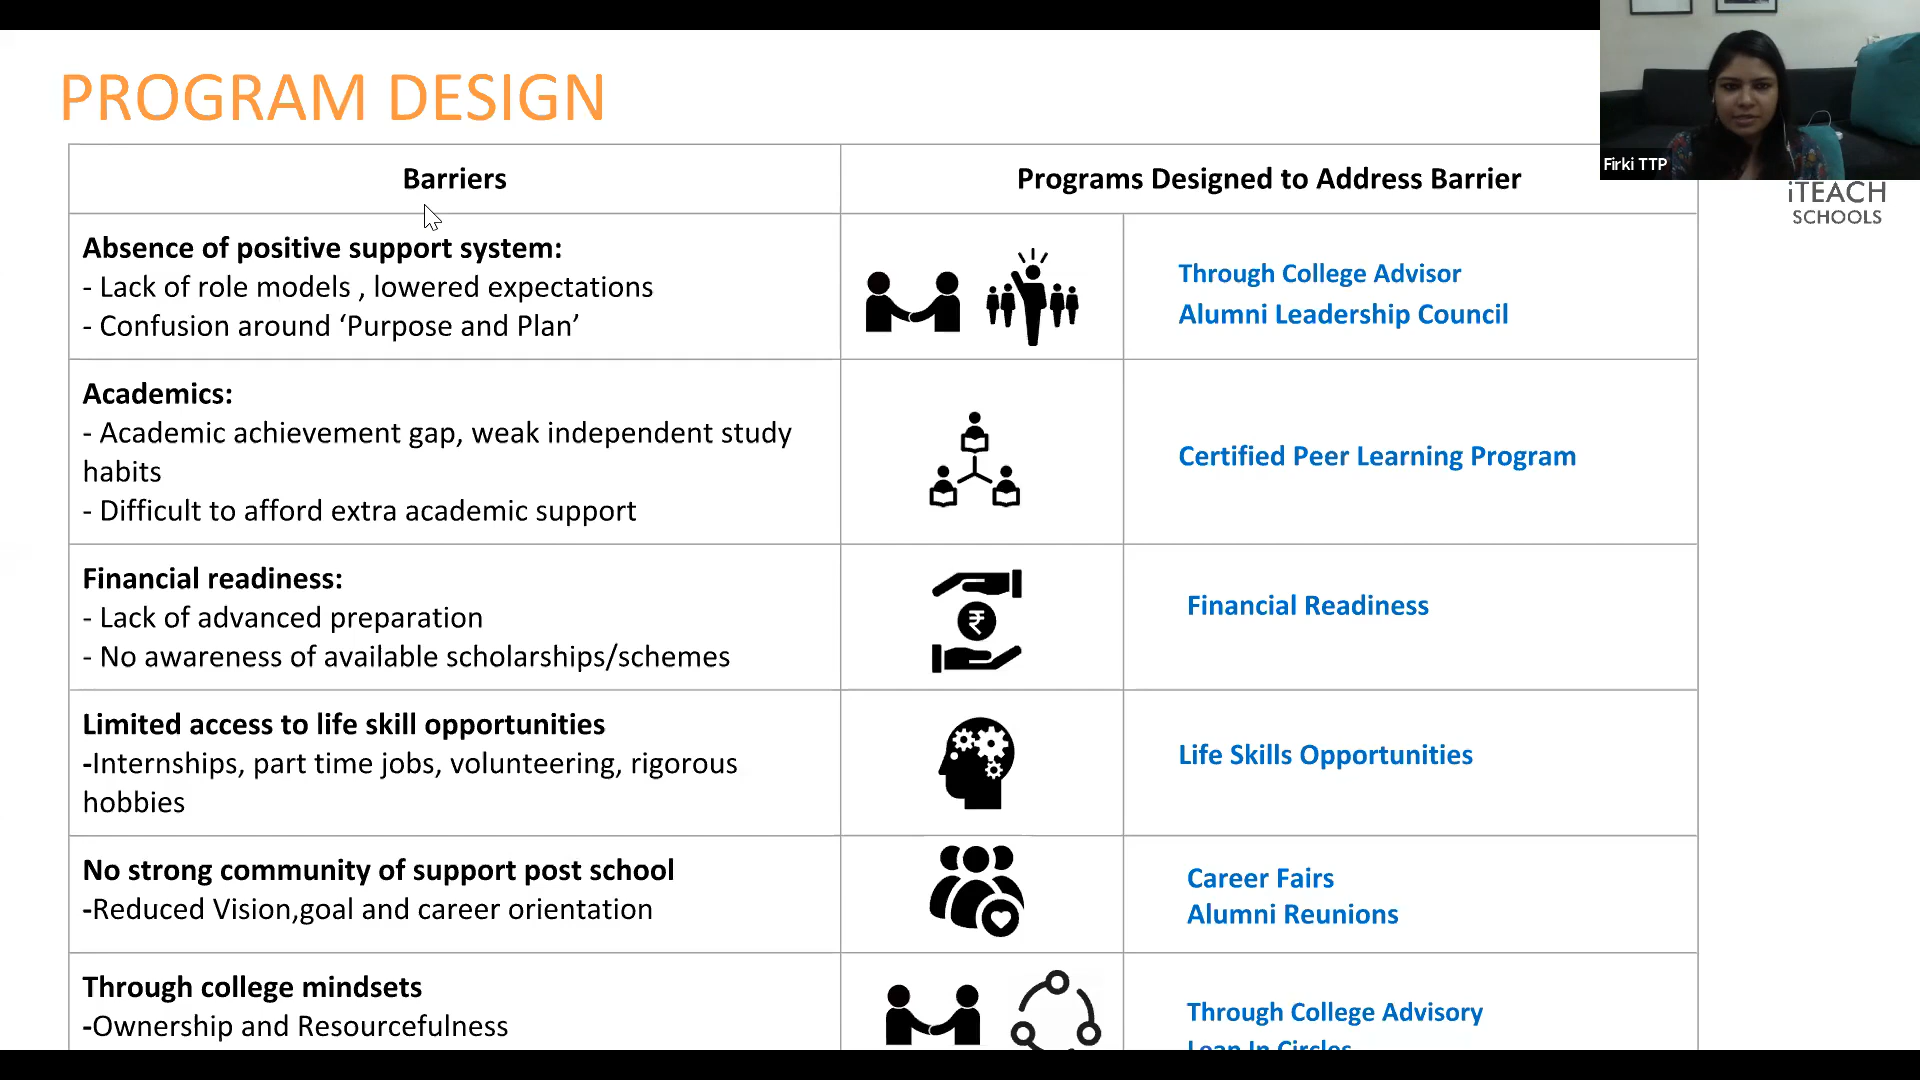 PROGRAM DESIGN
Firki TTP
iTEACH
SCHOOLS
Barriers
Programs Designed to Address Barrier
Absence of positive support system:
- Lack of role models , lowered expectations
- Confusion around ‘Purpose and Plan’
Through College Advisor
Alumni Leadership Council
Academics:
- Academic achievement gap, weak independent study
habits
- Difficult to afford extra academic support
Certified Peer Learning Program
Financial readiness:
- Lack of advanced preparation
- No awareness of available scholarships/schemes
₹
Financial Readiness
Limited access to life skill opportunities
-Internships, part time jobs, volunteering, rigorous
hobbies
Life Skills Opportunities
No strong community of support post school
-Reduced Vision,goal and career orientation
Career Fairs
Alumni Reunions
Through college mindsets
-Ownership and Resourcefulness
Through College Advisory
In Circles